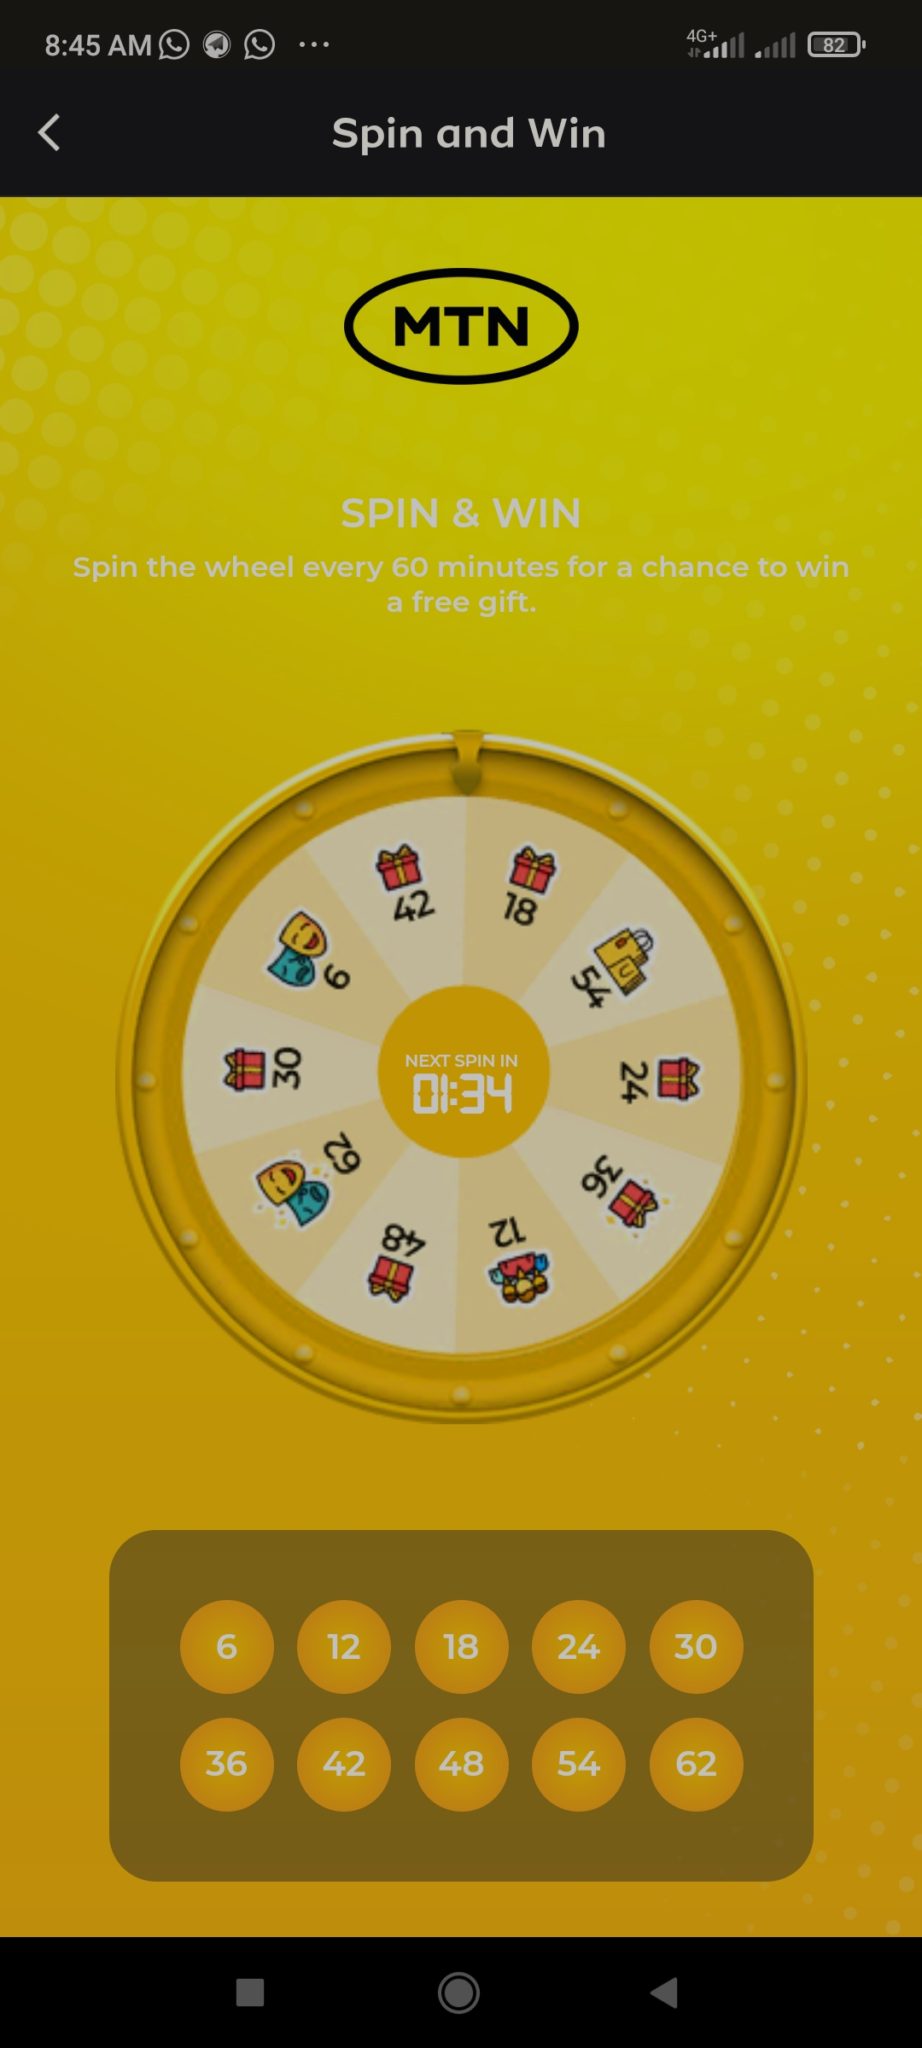 8:45 AM
4G+
82
Spin and Win
MTN
SPIN & WIN
Spin the wheel every 60 minutes for a chance to win
a free gift.
42
18
6
54
30
24
62
36
48
12
NEXT SPIN IN
01:34
6 12 18 24 30
36 42 48 54 62